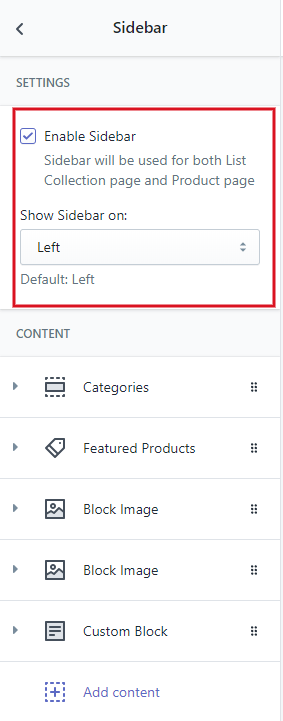 Sidebar
SETTINGS
Enable Sidebar
Sidebar will be used for both List
Collection page and Product page
Show Sidebar on:
Left
Default: Left
CONTENT
Categories
Featured Products
Block Image
Block Image
Custom Block
Add content